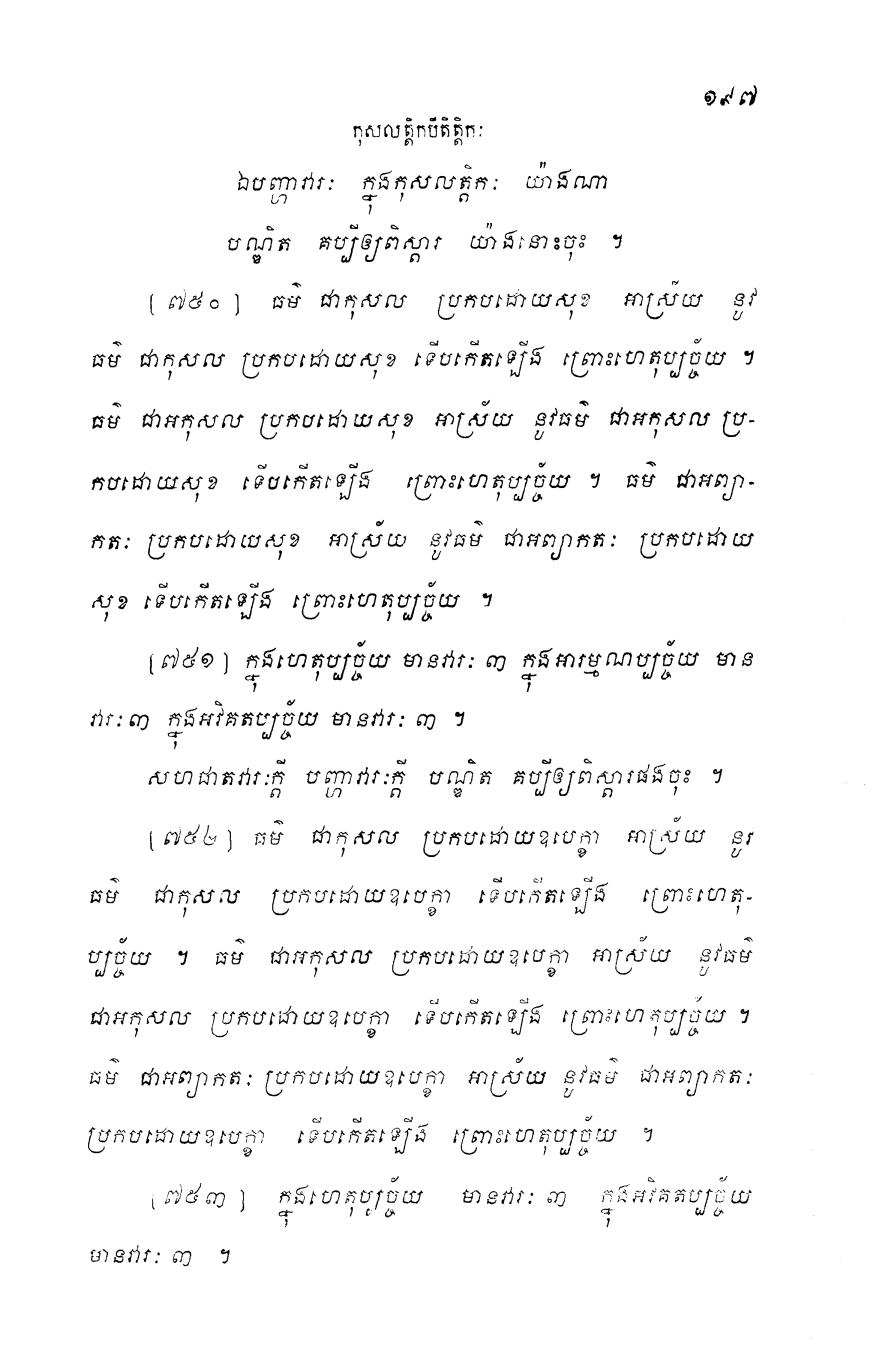 ១៩៧
កុសលត្តិកបីតិត្តិកៈ
ឯបញ្ហាវារៈ ក្នុងកុសលត្តិកៈ យ៉ាងណា
បណ្ឌិត គប្បីឲ្យពិស្តារ យ៉ាងនោះចុះ ។
[៧៥០] ធម៌ ជាកុសល ប្រកបដោយសុខ អាស្រ័យ នូវ
ធម៌ ជាកុសល ប្រកបដោយសុខ ទើបកើតឡើង ព្រោះហេតុប្បច្ច័យ ។
ធម៌ ជាអកុសល ប្រកបដោយសុខ អាស្រ័យ នូវធម៌ ជាអកុសល ប្រ-
កបដោយសុខ ទើបកើតឡើង ព្រោះហេតុប្បច្ច័យ ។ ធម៌ ជាអព្យា-
កតៈ ប្រកបដោយសុខ អាស្រ័យ នូវធម៌ ជាអព្យាកតៈ ប្រកបដោយ
សុខ ទើបកើតឡើង ព្រោះហេតុប្បច្ច័យ ។
[៧៥១] ក្នុងហេតុប្បច្ច័យ មានវារៈ ៣ ក្នុងអារម្មណប្បច្ច័យ មាន
វារៈ ៣ ក្នុងអវិគតប្បច្ច័យ មានវារៈ ៣ ។
សហជាតវារៈក្តី បញ្ហាវារៈក្តី បណ្ឌិត គប្បីឲ្យពិស្តារផងចុះ ។
[៧៥២] ធម៌ ជាកុសល ប្រកបដោយឧបេក្ខា អាស្រ័យ នូវ
ធម៌ ជាកុសល ប្រកបដោយឧបេក្ខា ទើបកើតឡើង ព្រោះហេតុ-
ប្បច្ច័យ ។ ធម៌ ជាអកុសល ប្រកបដោយឧបេក្ខា អាស្រ័យ នូវធម៌
ជាអកុសល ប្រកបដោយឧបេក្ខា ទើបកើតឡើង ព្រោះហេតុប្បច្ច័យ ។
ធម៌ ជាអព្យាកតៈ ប្រកបដោយឧបេក្ខា អាស្រ័យ នូវធម៌ ជាអព្យាកតៈ
ប្រកបដោយឧបេក្ខា ទើបកើតឡើង ព្រោះហេតុប្បច្ច័យ ។
[៧៥៣] ក្នុងហេតុប្បច្ច័យ មានវារៈ ៣ ក្នុងអវិគតប្បច្ច័យ
មានវារៈ ៣ ។